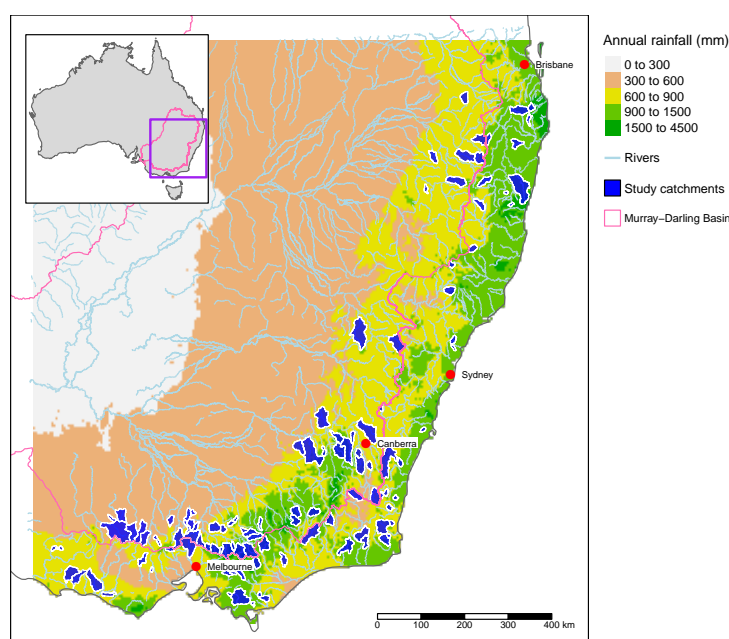 Annual rainfall (mm)
0 to 300
300 to 600
600 to 900
900 to 1500
1500 to 4500
Rivers
Study catchments
Murray−Darling Basin
Brisbane
Sydney
Canberra
Melbourne
0 100 200 300 400 km